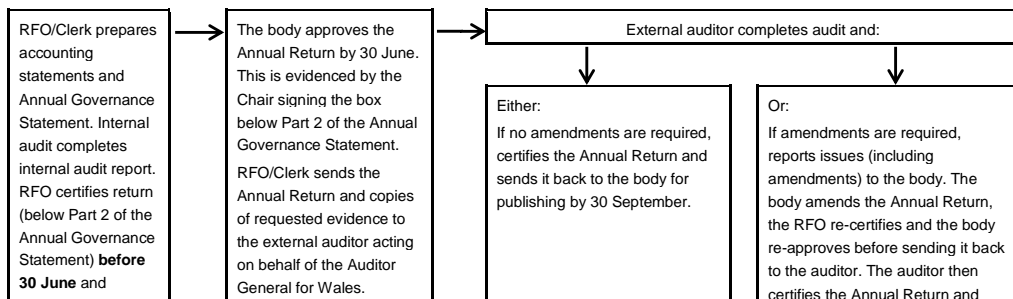 RFO/Clerk prepares
accounting
statements and
Annual Governance
Statement. Internal
audit completes
internal audit report.
RFO certifies return
(below Part 2 of the
Annual Governance
Statement) before
30 June and
The body approves the
Annual Return by 30 June.
This is evidenced by the
Chair signing the box
below Part 2 of the Annual
Governance Statement.
RFO/Clerk sends the
Annual Return and copies
of requested evidence to
the external auditor acting
on behalf of the Auditor
General for Wales.
External auditor completes audit and:
Either:
If no amendments are required,
certifies the Annual Return and
sends it back to the body for
publishing by 30 September.
Or:
If amendments are required,
reports issues (including
amendments) to the body. The
body amends the Annual Return,
the RFO re-certifies and the body
re-approves before sending it back
to the auditor. The auditor then
certifies the Annual Return and